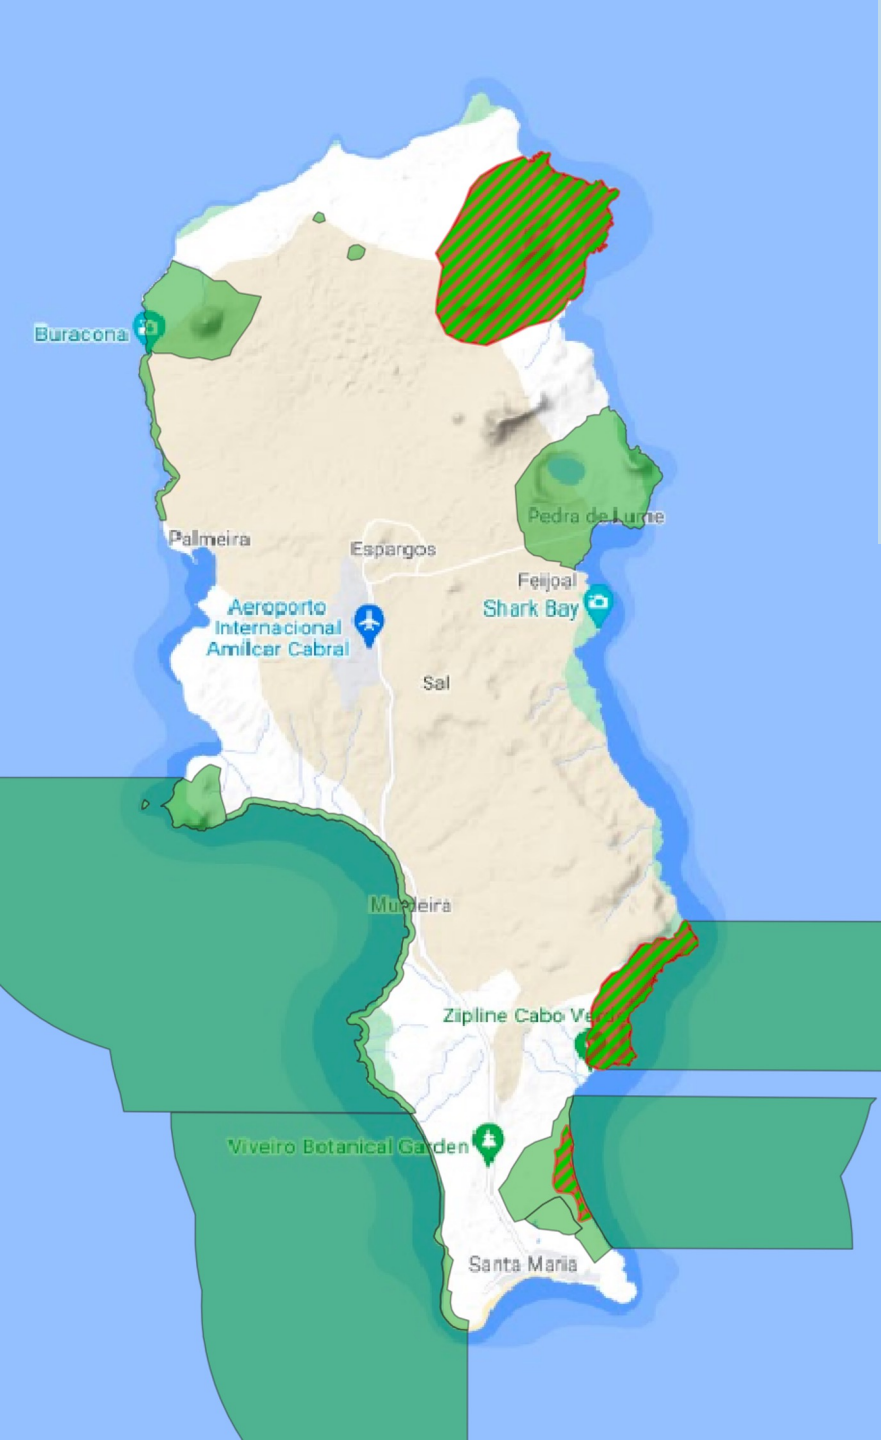 Buracona
Palmeira
Espargos
Pedra de Lume
Feijoal
Shark Bay
Aeroporto
Internacional
Amílcar Cabral
Sal
Murdeira
Zipline Cabo Verde
Viveiro Botanical Garden
Santa Maria